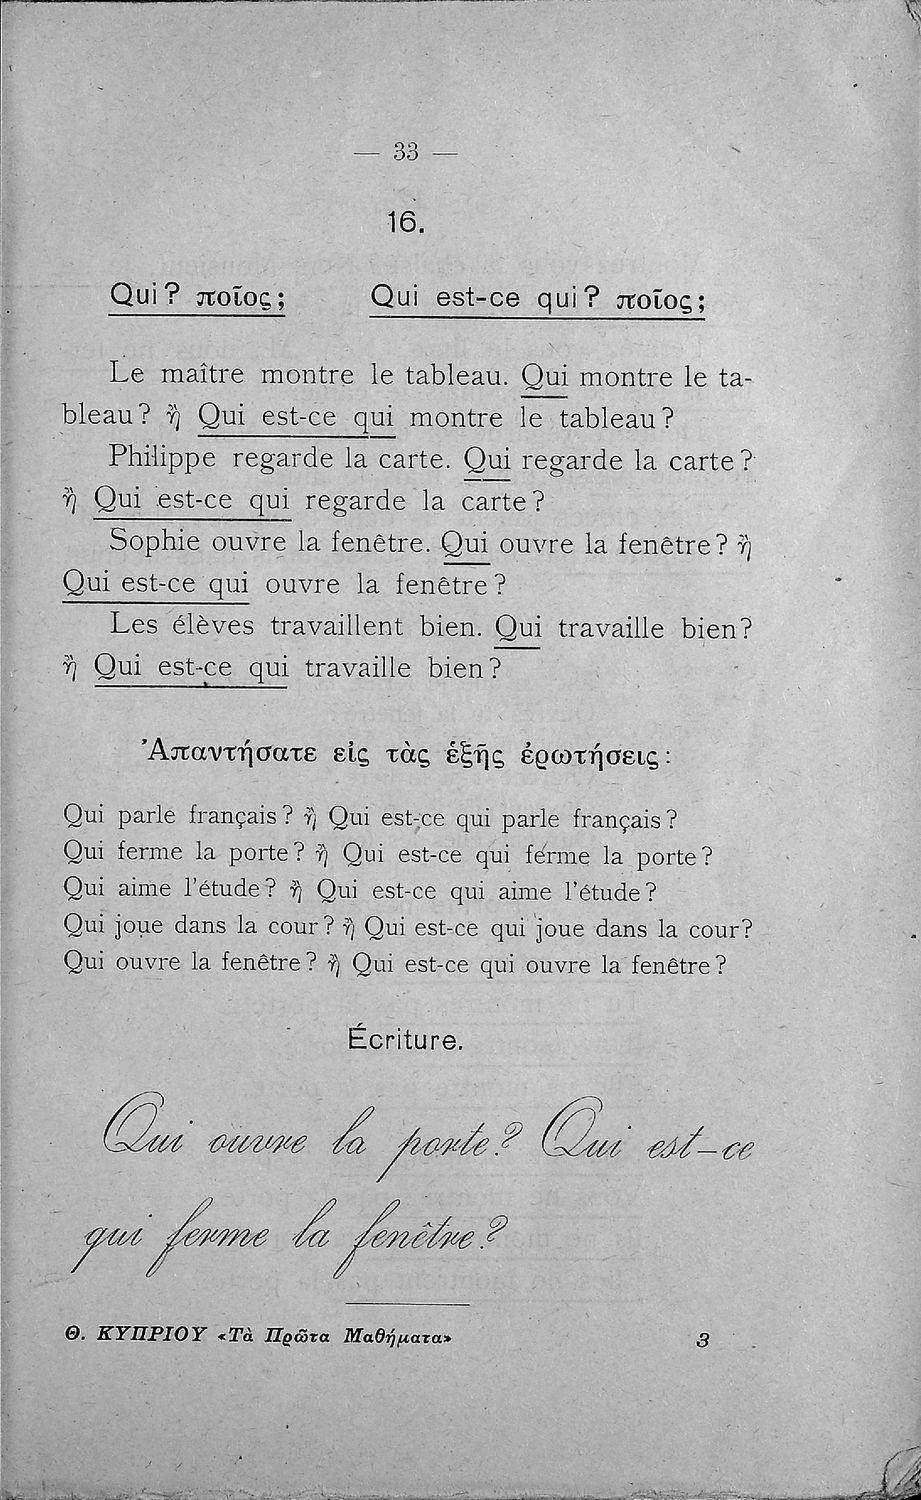 — 33 —
16.
Qui? ποῖος; Qui est-ce qui? ποῖος;
Le maître montre le tableau. Qui montre le ta-
bleau? ἢ Qui est-ce qui montre le tableau?
Philippe regarde la carte. Qui regarde la carte?
ἢ Qui est-ce qui regarde la carte?
Sophie ouvre la fenêtre. Qui ouvre la fenêtre? ἢ
Qui est-ce qui ouvre la fenêtre?
Les élèves travaillent bien. Qui travaille bien?
ἢ Qui est-ce qui travaille bien?
Ἀπαντήσατε εἰς τὰς ἑξῆς ἐρωτήσεις:
Qui parle français? ἢ Qui est-ce qui parle français?
Qui ferme la porte? ἢ Qui est-ce qui ferme la porte?
Qui aime l'étude? ἢ Qui est-ce qui aime l'étude?
Qui joue dans la cour? ἢ Qui est-ce qui joue dans la cour?
Qui ouvre la fenêtre? ἢ Qui est-ce qui ouvre la fenêtre?
Écriture.
Qui ouvre la porte? Qui est-ce
qui ferme la fenêtre?
Θ. ΚΥΠΡΙΟΥ «Τὰ Πρῶτα Μαθήματα» 3